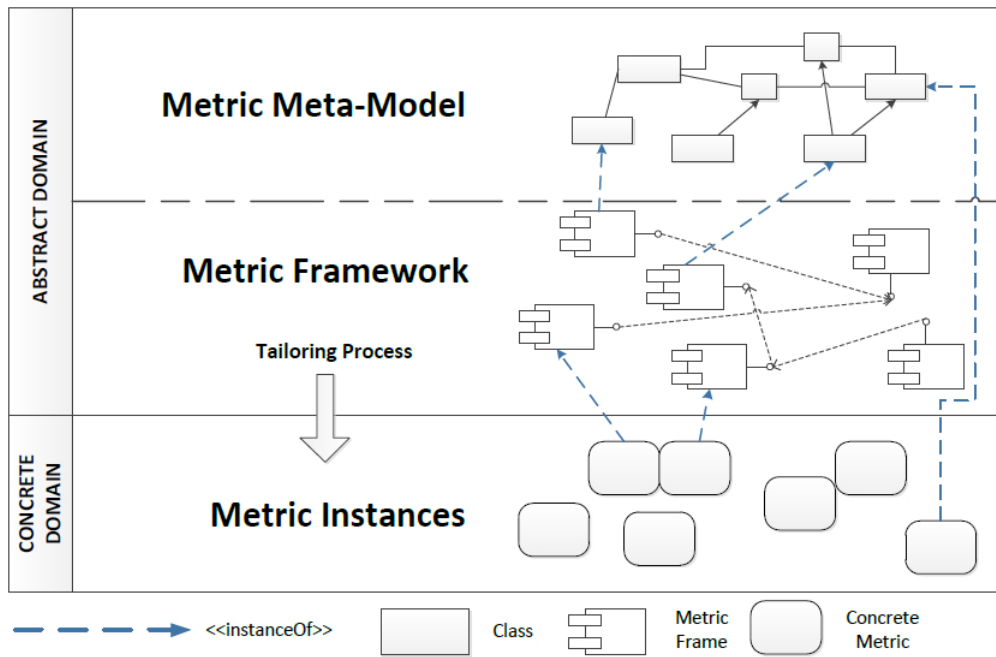 ABSTRACT DOMAIN
Metric Meta-Model
Metric Framework
Tailoring Process
CONCRETE
DOMAIN
Metric Instances
<<instanceOf>>
Class
Metric
Frame
Concrete
Metric